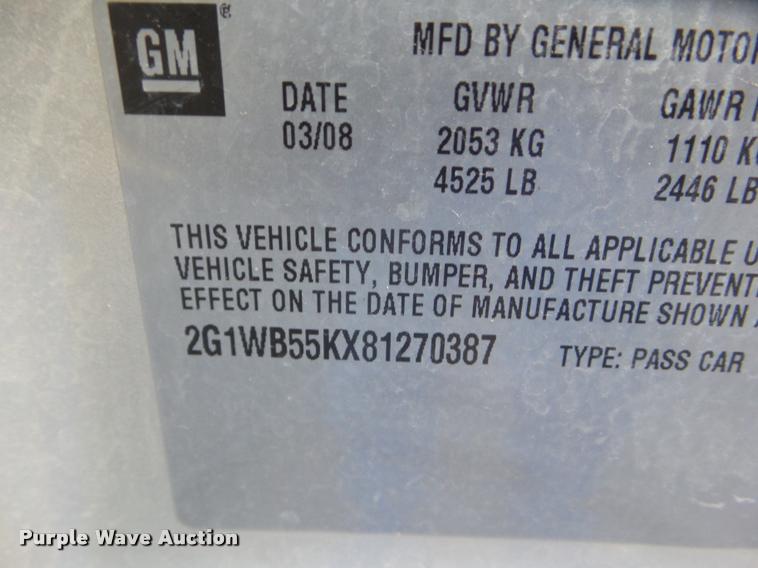 GM
MFD BY GENERAL MOTOR
DATE GVWR GAWR
03/08 2053 KG 1110 K
4525 LB 2446 LB
THIS VEHICLE CONFORMS TO ALL APPLICABLE U
VEHICLE SAFETY, BUMPER, AND THEFT PREVENT
EFFECT ON THE DATE OF MANUFACTURE SHOWN
2G1WB55KX81270387 TYPE: PASS CAR
Purple Wave Auction